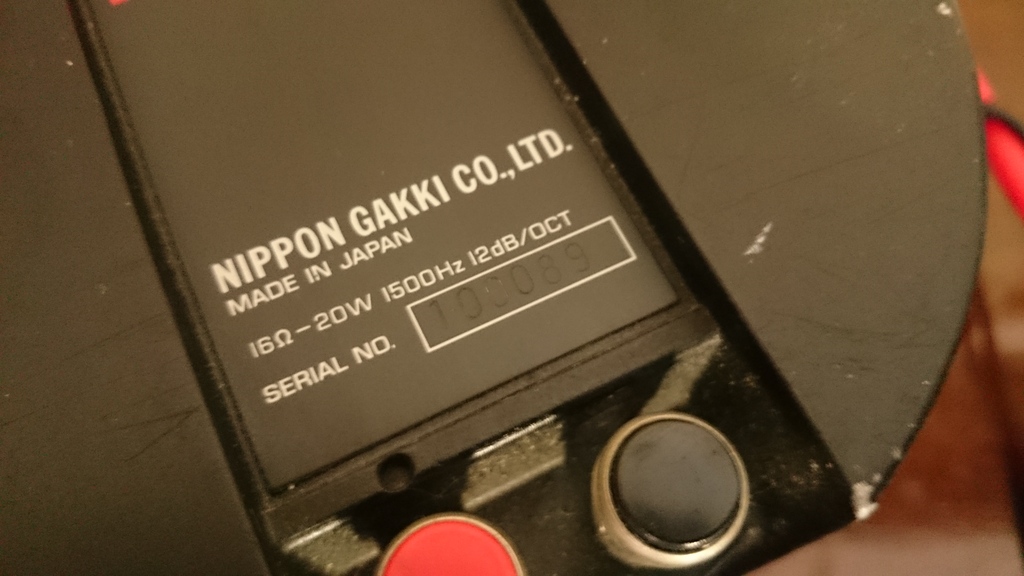 NIPPON GAKKI CO.,LTD.
MADE IN JAPAN
16Ω–20W 1500Hz 12dB/OCT
SERIAL NO. 100089